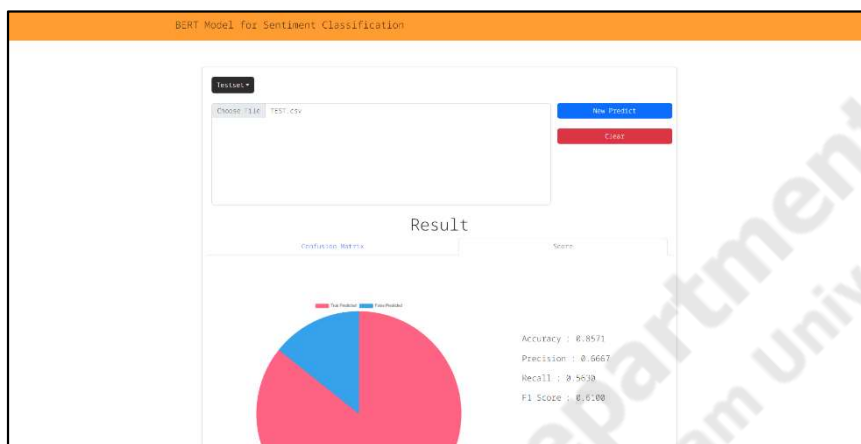 BERT Model for Sentiment Classification
Testset
Choose File TEST.csv
New Predict
Clear
Result
Confusion Matrix
Score
True Predicted False Predicted
Accuracy : 0.8571
Precision : 0.6667
Recall : 0.5630
F1 Score : 0.6100